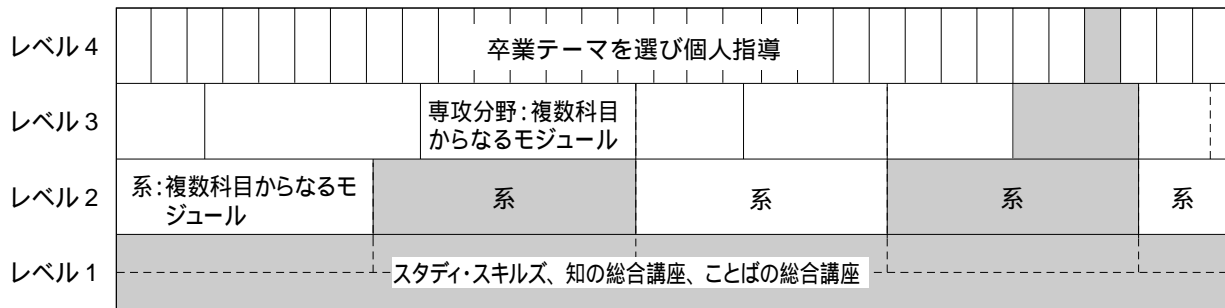 レベル 4
卒業テーマを選び個人指導
レベル 3
専攻分野：複数科目
からなるモジュール
レベル 2
系：複数科目からなるモ
ジュール
系
系
系
系
レベル 1
スタディ・スキルズ、知の総合講座、ことばの総合講座